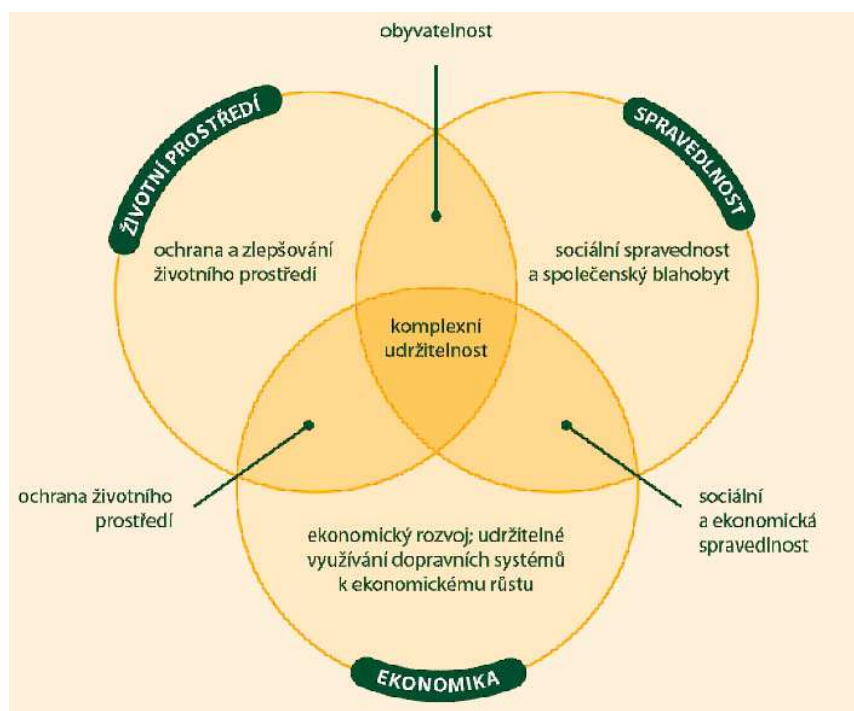 obyvatelnost
ŽIVOTNÍ PROSTŘEDÍ
SPRAVEDLNOST
ochrana a zlepšování
životního prostředí
sociální spravednost
a společenský blahobyt
komplexní
udržitelnost
ochrana životního
prostředí
sociální
a ekonomická
spravedlnost
ekonomický rozvoj; udržitelné
využívání dopravních systémů
k ekonomickému růstu
EKONOMIKA